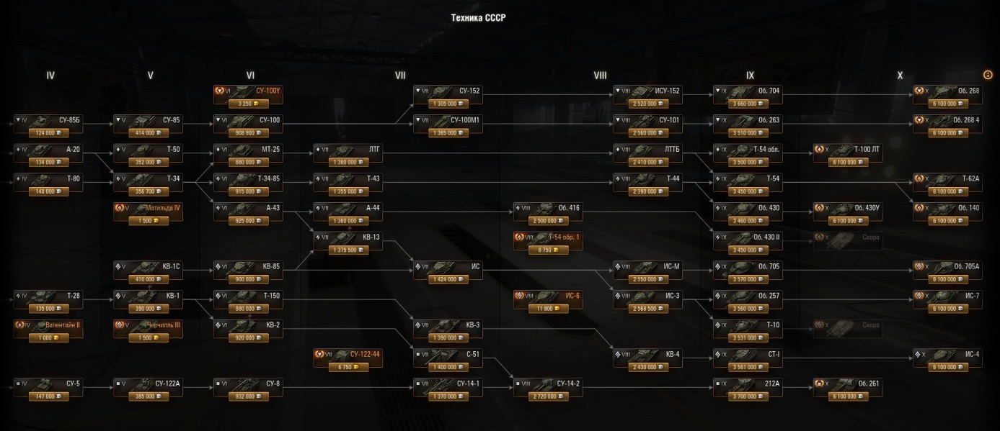 Техника СССР
IV V VI VII VIII IX X
VI СУ-100Y VII СУ-152 VIII ИСУ-152 IX Об. 704 X Об. 268
3 250 1 305 000 2 520 000 3 660 000 6 100 000
IV СУ-85Б V СУ-85 VI СУ-100 VII СУ-100М1 VIII СУ-101 IX Об. 263 X Об. 268 4
124 000 414 000 908 900 1 365 000 2 560 000 3 510 000 6 100 000
IV А-20 V Т-50 VI МТ-25 VII ЛТГ VIII ЛТТБ IX Т-54 обл. X Т-100 ЛТ
134 000 352 000 880 000 1 380 000 2 410 000 3 500 000 6 100 000
IV Т-80 V Т-34 VI Т-34-85 VII Т-43 VIII Т-44 IX Т-54 X Т-62А
140 000 356 700 915 000 1 355 000 2 390 000 3 450 000 6 100 000
V Матильда IV VI А-43 VII А-44 VIII Об. 416 IX Об. 430 X Об. 430У X Об. 140
1 500 925 000 1 380 000 2 500 000 3 460 000 6 100 000 6 100 000
VII КВ-13 VIII Т-54 обр. 1 IX Об. 430 II X Скоро
1 375 500 8 750 3 450 000
V КВ-1С VI КВ-85 VII ИС VIII ИС-М IX Об. 705 X Об. 705А
410 000 900 000 1 424 000 2 550 000 3 570 000 6 100 000
IV Т-28 V КВ-1 VI Т-150 VIII ИС-6 VIII ИС-3 IX Об. 257 X ИС-7
135 000 390 000 880 000 11 800 2 568 500 3 560 000 6 100 000
IV Валентайн II V Черчилль III VI КВ-2 VII КВ-3 IX Т-10 X Скоро
1 000 1 500 920 000 1 390 000 3 531 000
VII СУ-122-44 VII С-51 VIII КВ-4 IX СТ-I X ИС-4
6 750 1 400 000 2 430 000 3 561 000 6 100 000
IV СУ-5 V СУ-122А VI СУ-8 VII СУ-14-1 VIII СУ-14-2 IX 212А X Об. 261
147 000 385 000 932 000 1 370 000 2 720 000 3 700 000 6 100 000